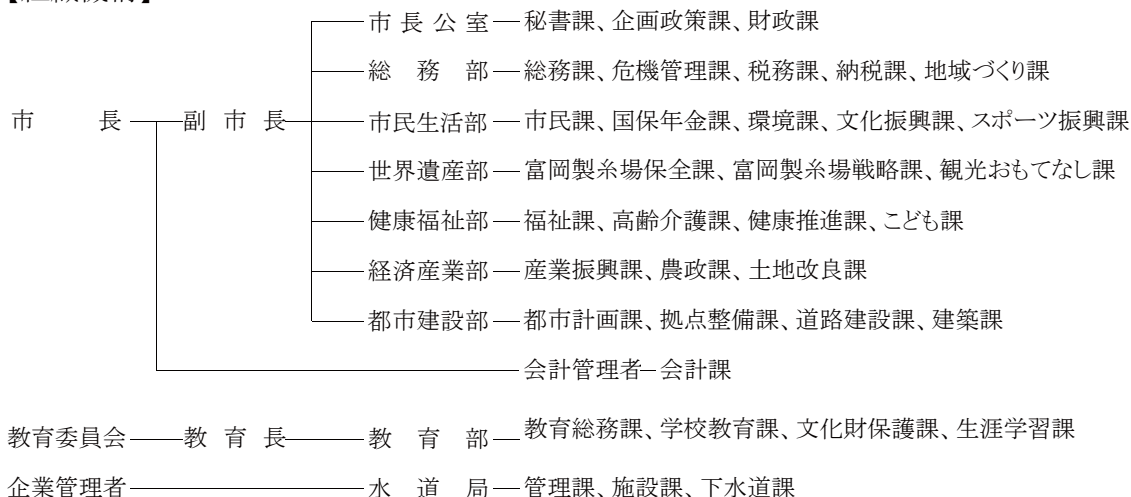 市長公室 秘書課、企画政策課、財政課
総務部 総務課、危機管理課、税務課、納税課、地域づくり課
市長 副市長 市民生活部 市民課、国保年金課、環境課、文化振興課、スポーツ振興課
世界遺産部 富岡製糸場保全課、富岡製糸場戦略課、観光おもてなし課
健康福祉部 福祉課、高齢介護課、健康推進課、こども課
経済産業部 産業振興課、農政課、土地改良課
都市建設部 都市計画課、拠点整備課、道路建設課、建築課
会計管理者 会計課
教育委員会 教育長 教育部 教育総務課、学校教育課、文化財保護課、生涯学習課
企業管理者 水道局 管理課、施設課、下水道課